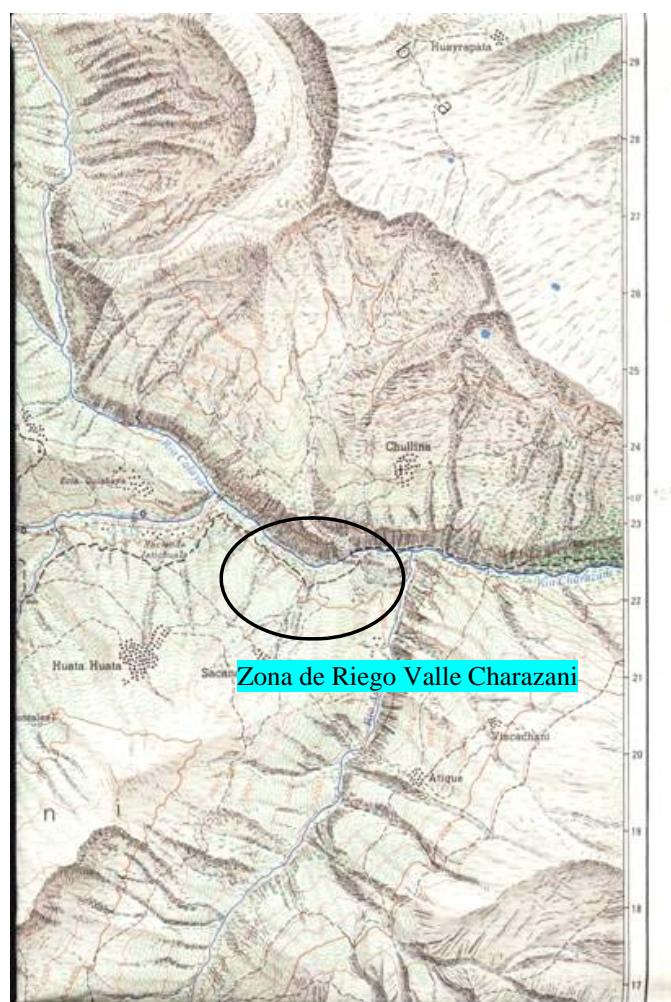 Huayrapata
29
28
27
26
25
Chullina
24
23
Rio Charazani
22
Huata Huata
Zona de Riego Valle Charazani
21
Viscachani
20
Atique
19
n i
18
17